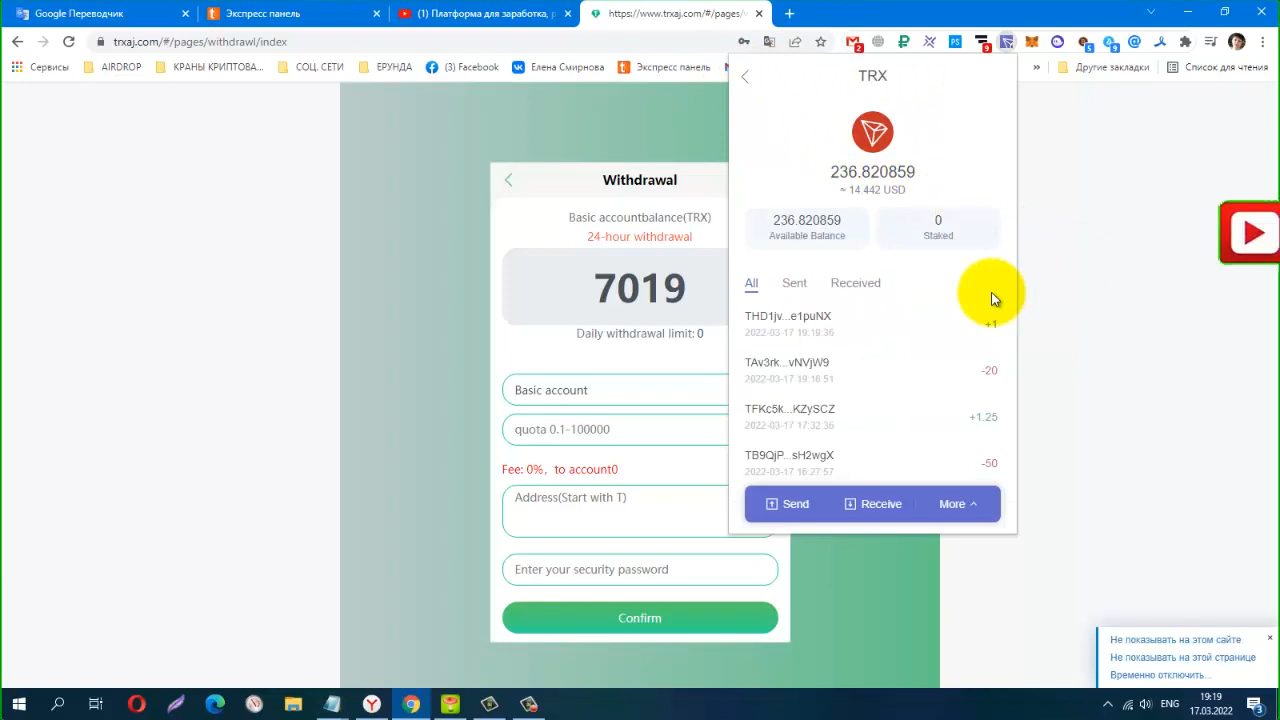 Google Переводчик
Экспресс панель
(1) Платформа для заработка, р
https://www.trxaj.com/#/pages/v
trxaj.com/#/pages/withdrawl/index
2
9
5
9
Сервисы
AIRDROP
КРАНЫ КРИПТОВА...
СОЦ. СЕТИ
ЕРУНДА
(3) Facebook
Елена Смирнова
Экспресс панель
»
Другие закладки
Список для чтения
Withdrawal
Basic accountbalance(TRX)
24-hour withdrawal
7019
Daily withdrawal limit: 0
Basic account
quota 0.1-100000
Fee: 0%, to account0
Address(Start with T)
Enter your security password
Confirm
TRX
236.820859
≈ 14.442 USD
236.820859
Available Balance
0
Staked
All
Sent
Received
THD1jv...e1puNX
2022-03-17 19:18:36
+1
TAv3rk...vNVjW9
2022-03-17 19:16:51
-20
TFKc5k...KZySCZ
2022-03-17 17:32:36
+1.25
TB9QjP...sH2wgX
2022-03-17 16:27:57
-50
Send
Receive
More
Не показывать на этом сайте
Не показывать на этой странице
Временно отключить...
ENG
19:19
17.03.2022
3